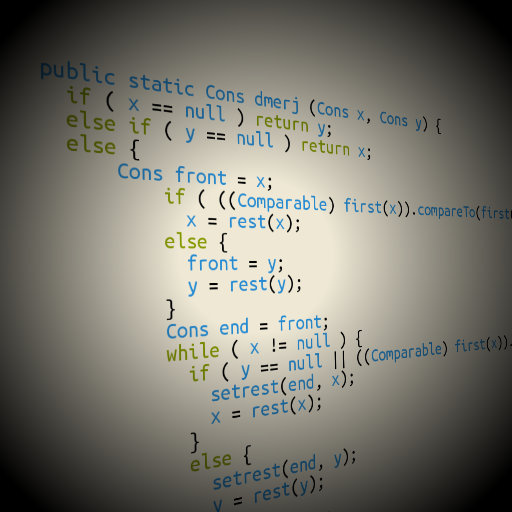 public static Cons dmerj (Cons x, Cons y) {
if ( x == null ) return y;
else if ( y == null ) return x;
else {
Cons front = x;
if ( ((Comparable) first(x)).compareTo(first
x = rest(x);
else {
front = y;
y = rest(y);
}
Cons end = front;
while ( x != null ) {
if ( y == null || ((Comparable) first(x)).
setrest(end, x);
x = rest(x);
}
else {
setrest(end, y);
y = rest(y);